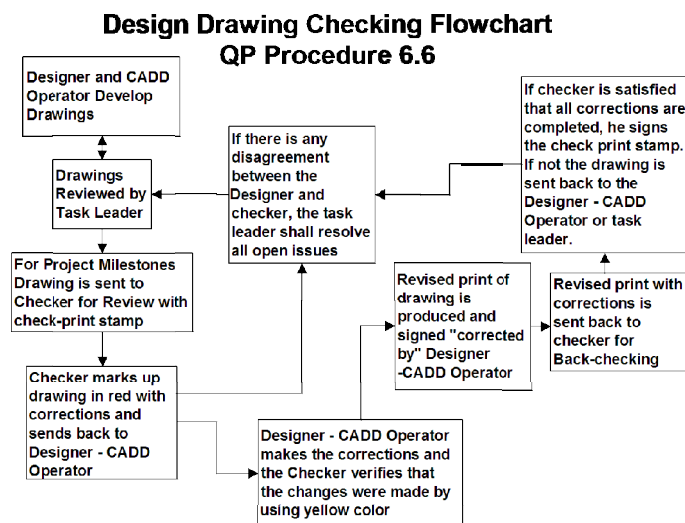 Design Drawing Checking Flowchart
QP Procedure 6.6
Designer and CADD
Operator Develop
Drawings
Drawings
Reviewed by
Task Leader
For Project Milestones
Drawing is sent to
Checker for Review with
check-print stamp
Checker marks up
drawing in red with
corrections and
sends back to
Designer - CADD
Operator
If there is any
disagreement
between the
Designer and
checker, the task
leader shall resolve
all open issues
Designer - CADD Operator
makes the corrections and
the Checker verifies that
the changes were made by
using yellow color
Revised print of
drawing is
produced and
signed "corrected
by" Designer
-CADD Operator
Revised print with
corrections is
sent back to
checker for
Back-checking
If checker is satisfied
that all corrections are
completed, he signs
the check print stamp.
If not the drawing is
sent back to the
Designer - CADD
Operator or task
leader.